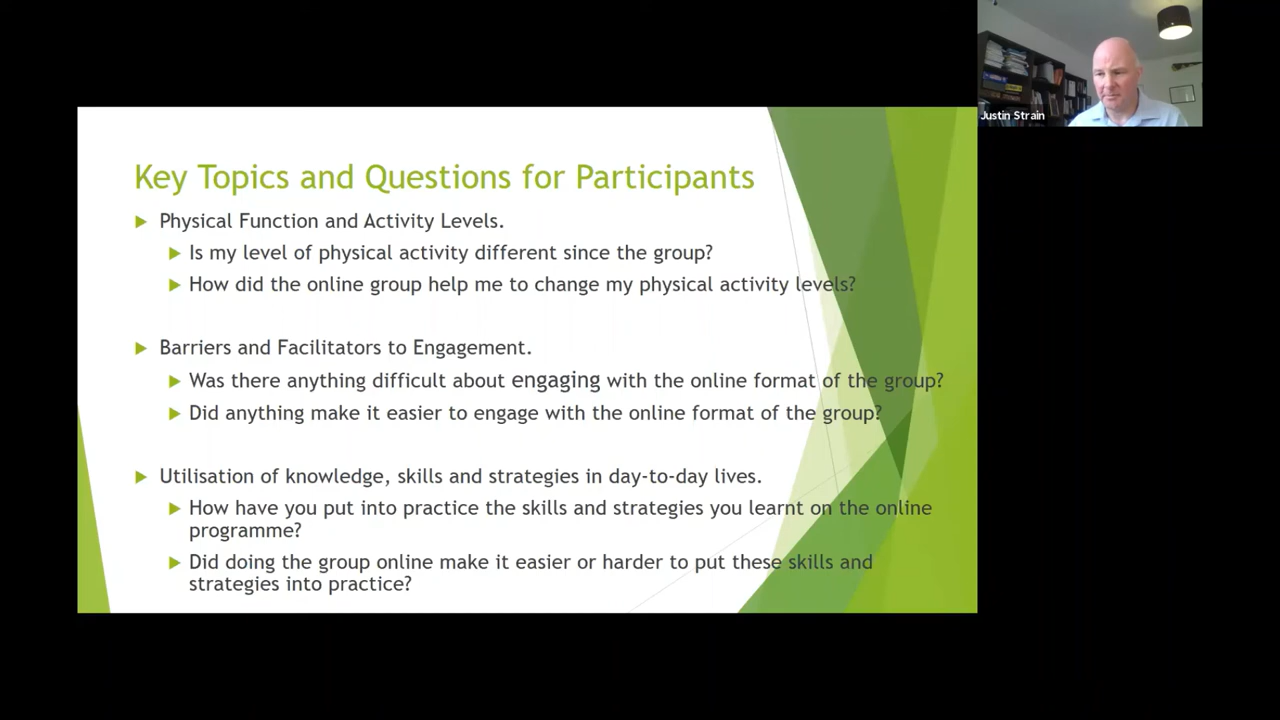 Justin Strain
Key Topics and Questions for Participants
Physical Function and Activity Levels.
Is my level of physical activity different since the group?
How did the online group help me to change my physical activity levels?
Barriers and Facilitators to Engagement.
Was there anything difficult about engaging with the online format of the group?
Did anything make it easier to engage with the online format of the group?
Utilisation of knowledge, skills and strategies in day-to-day lives.
How have you put into practice the skills and strategies you learnt on the online
programme?
Did doing the group online make it easier or harder to put these skills and
strategies into practice?